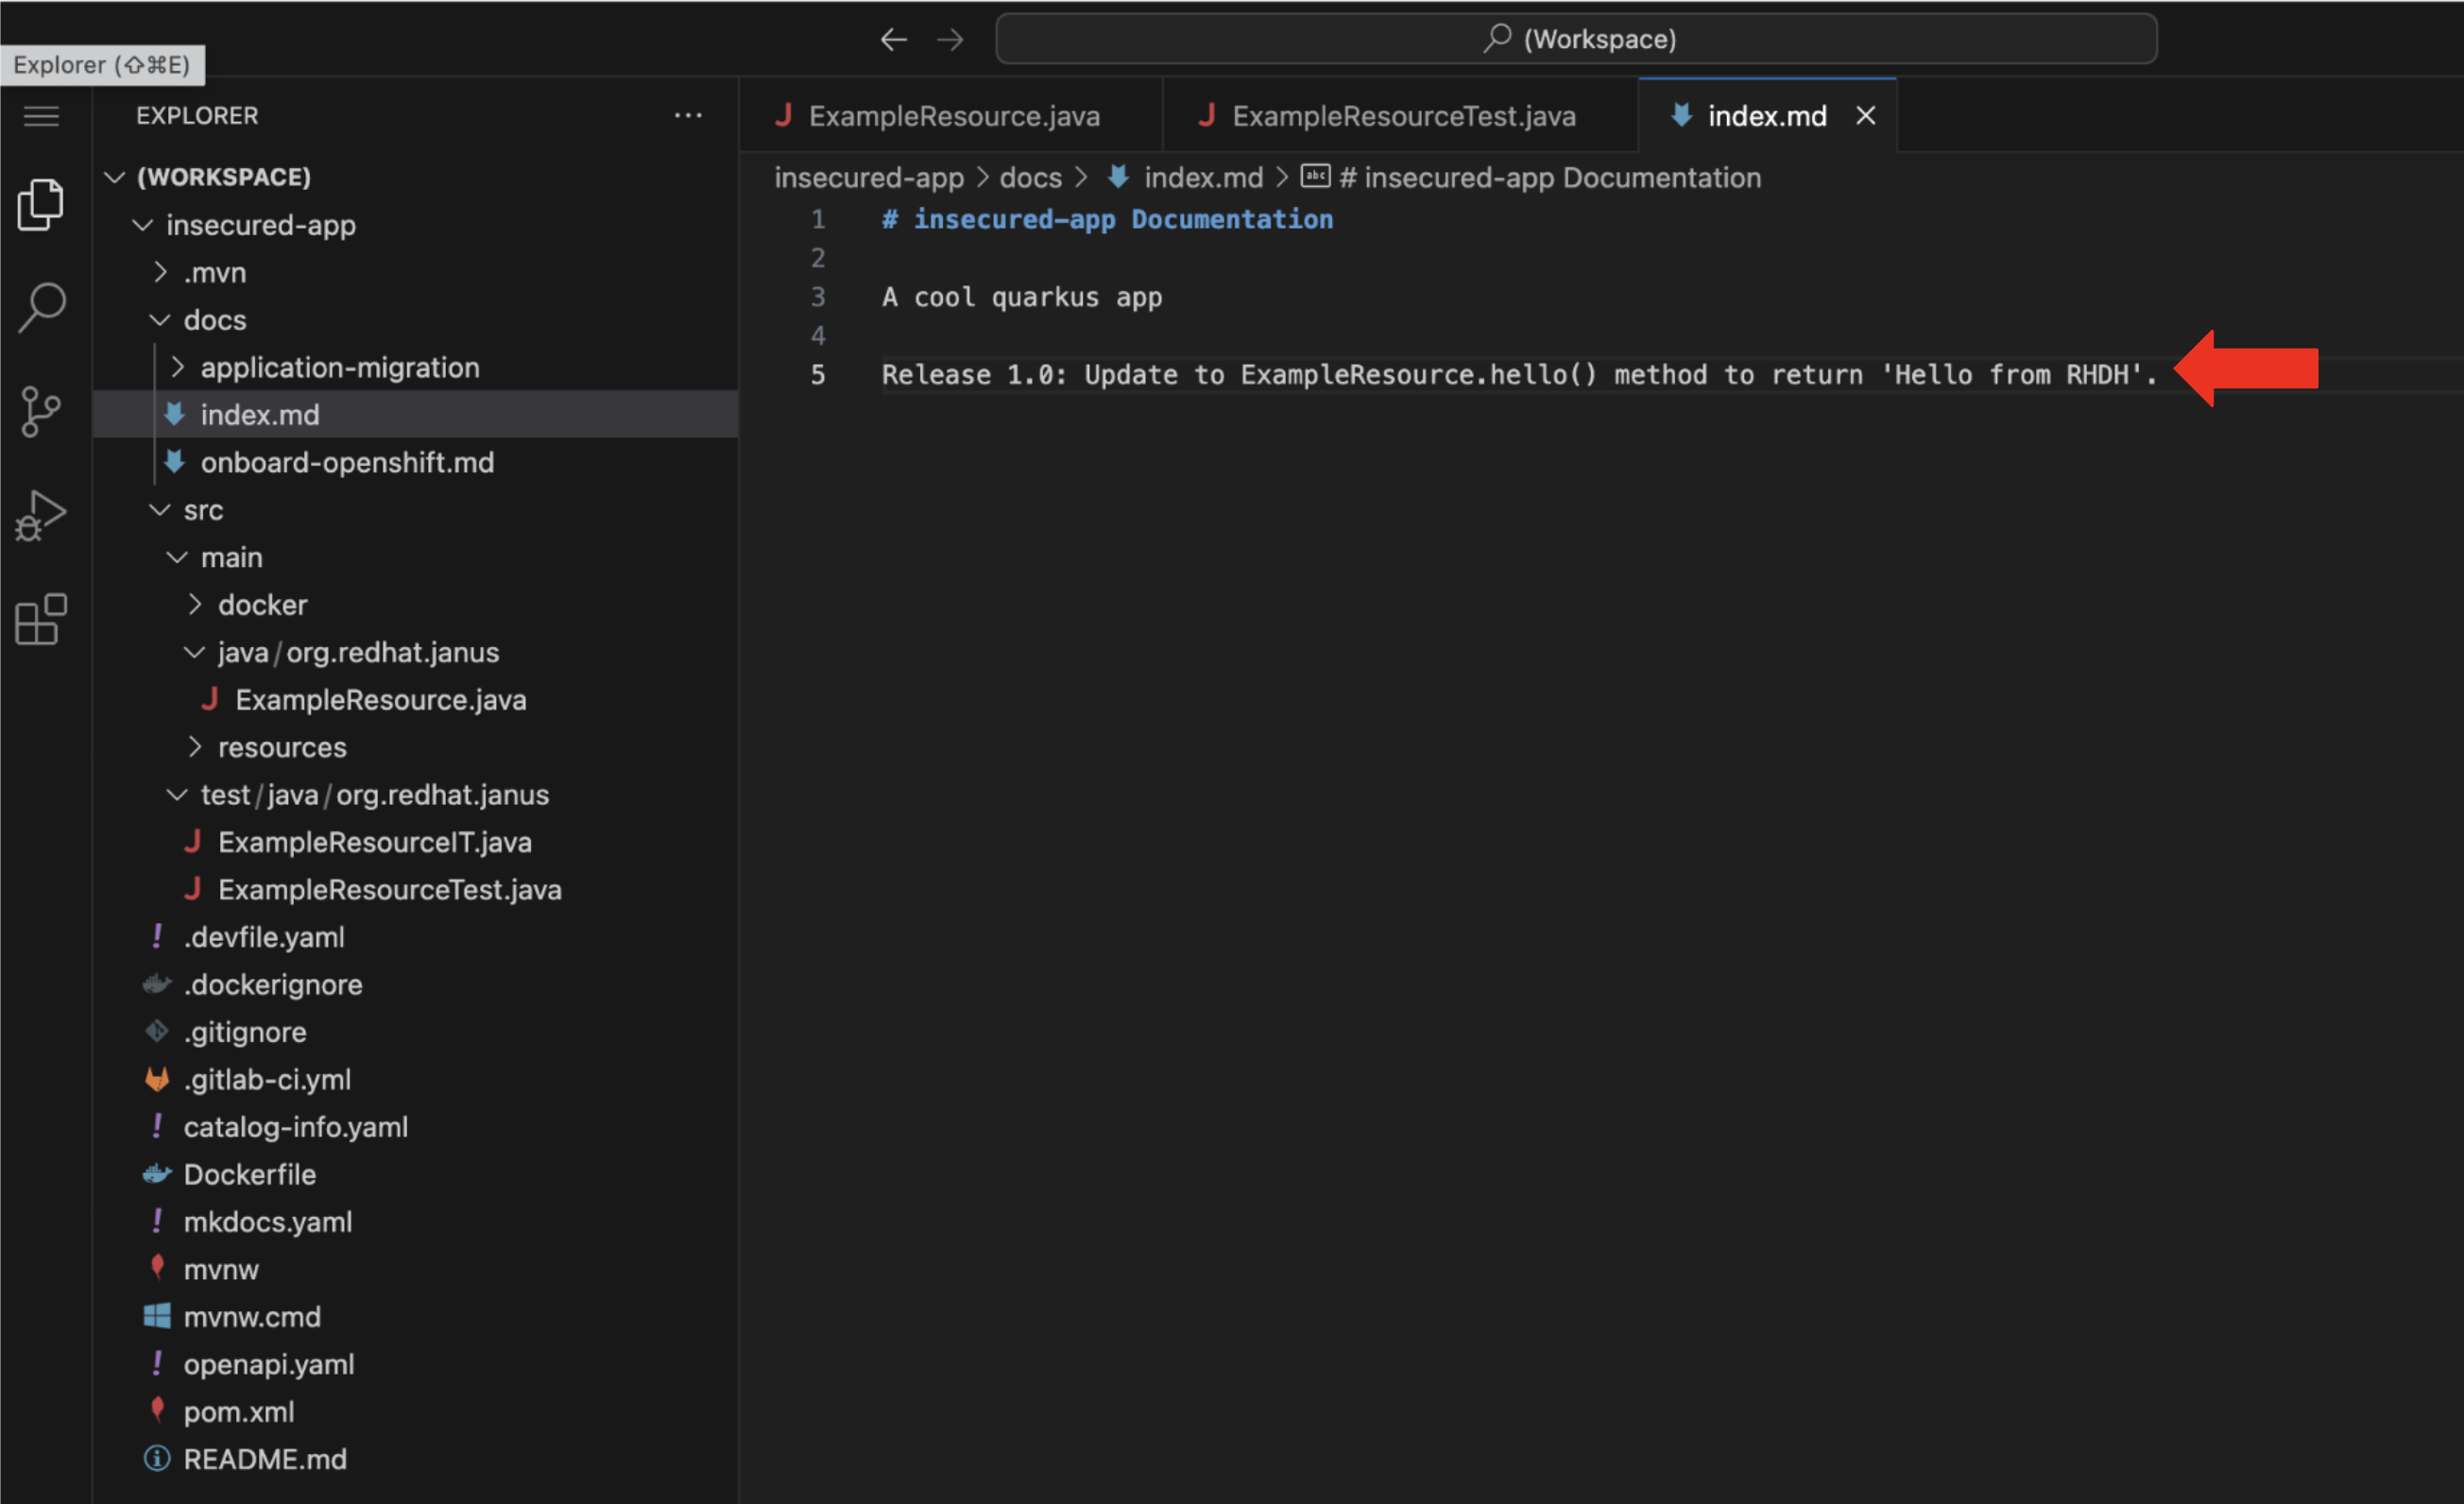 (Workspace)
Explorer (⇧⌘E)
EXPLORER
ExampleResource.java
ExampleResourceTest.java
index.md
(WORKSPACE)
insecured-app
.mvn
docs
application-migration
index.md
onboard-openshift.md
src
main
docker
java/org.redhat.janus
ExampleResource.java
resources
test/java/org.redhat.janus
ExampleResourceIT.java
ExampleResourceTest.java
.devfile.yaml
.dockerignore
.gitignore
.gitlab-ci.yml
catalog-info.yaml
Dockerfile
mkdocs.yaml
mvnw
mvnw.cmd
openapi.yaml
pom.xml
README.md
insecured-app > docs > index.md > abc # insecured-app Documentation
1 # insecured-app Documentation
2
3 A cool quarkus app
4
5 Release 1.0: Update to ExampleResource.hello() method to return 'Hello from RHDH'.